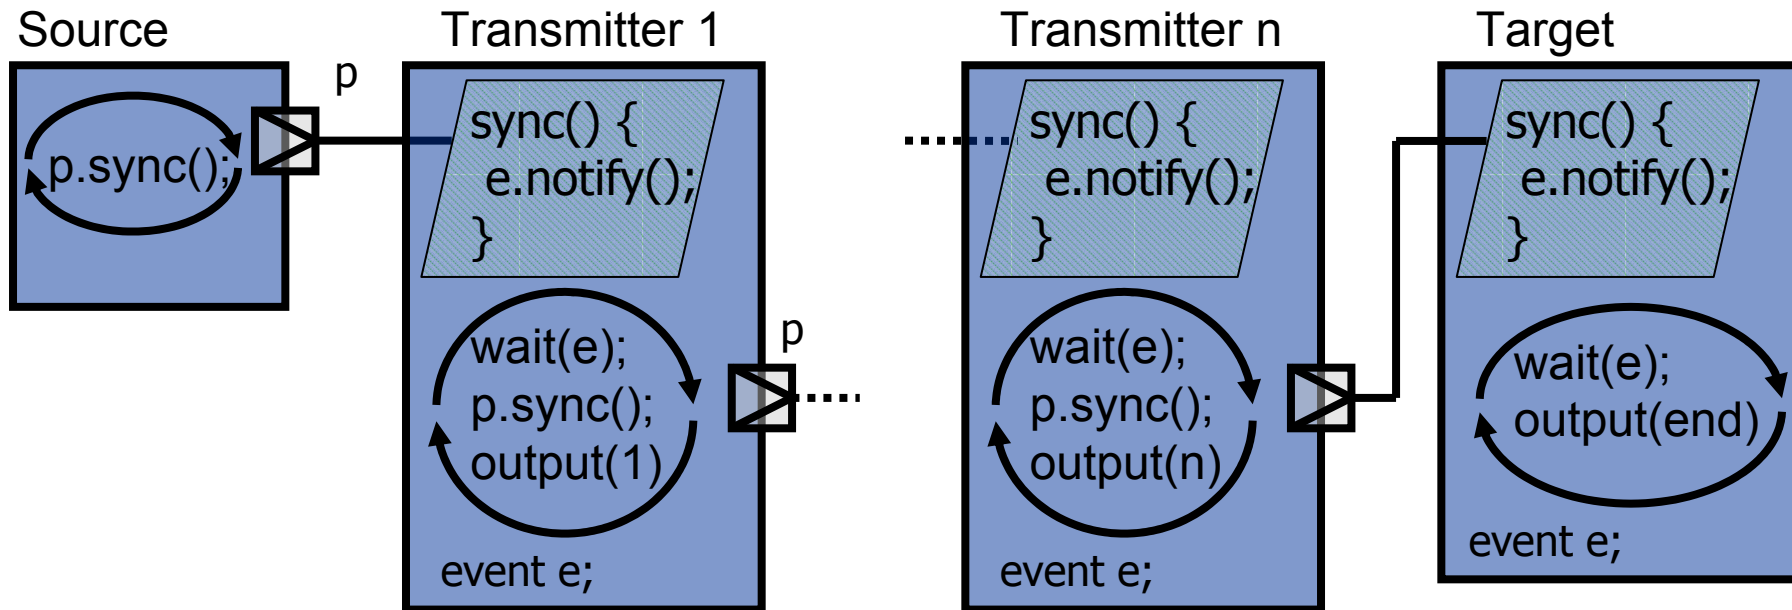 Source
p
p.sync();
Transmitter 1
sync() {
e.notify();
}
wait(e);
p.sync();
output(1)
event e;
p
Transmitter n
sync() {
e.notify();
}
wait(e);
p.sync();
output(n)
event e;
Target
sync() {
e.notify();
}
wait(e);
output(end)
event e;